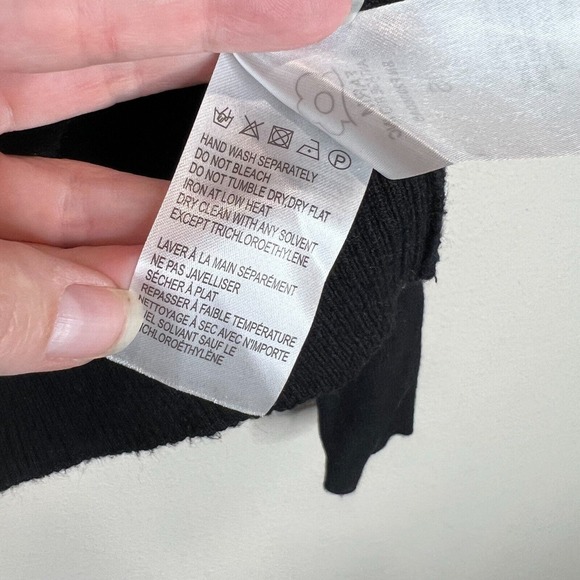 HAND WASH SEPARATELY
DO NOT BLEACH
DO NOT TUMBLE DRY,DRY FLAT
IRON AT LOW HEAT
DRY CLEAN WITH ANY SOLVENT
EXCEPT TRICHLOROETHYLENE
LAVER À LA MAIN SÉPARÉMENT
NE PAS JAVELLISER
SÉCHER À PLAT
REPASSER À FAIBLE TEMPÉRATURE
NETTOYAGE À SEC AVEC N'IMPORTE
SOLVANT SAUF LE
TRICHLOROETHYLÈNE